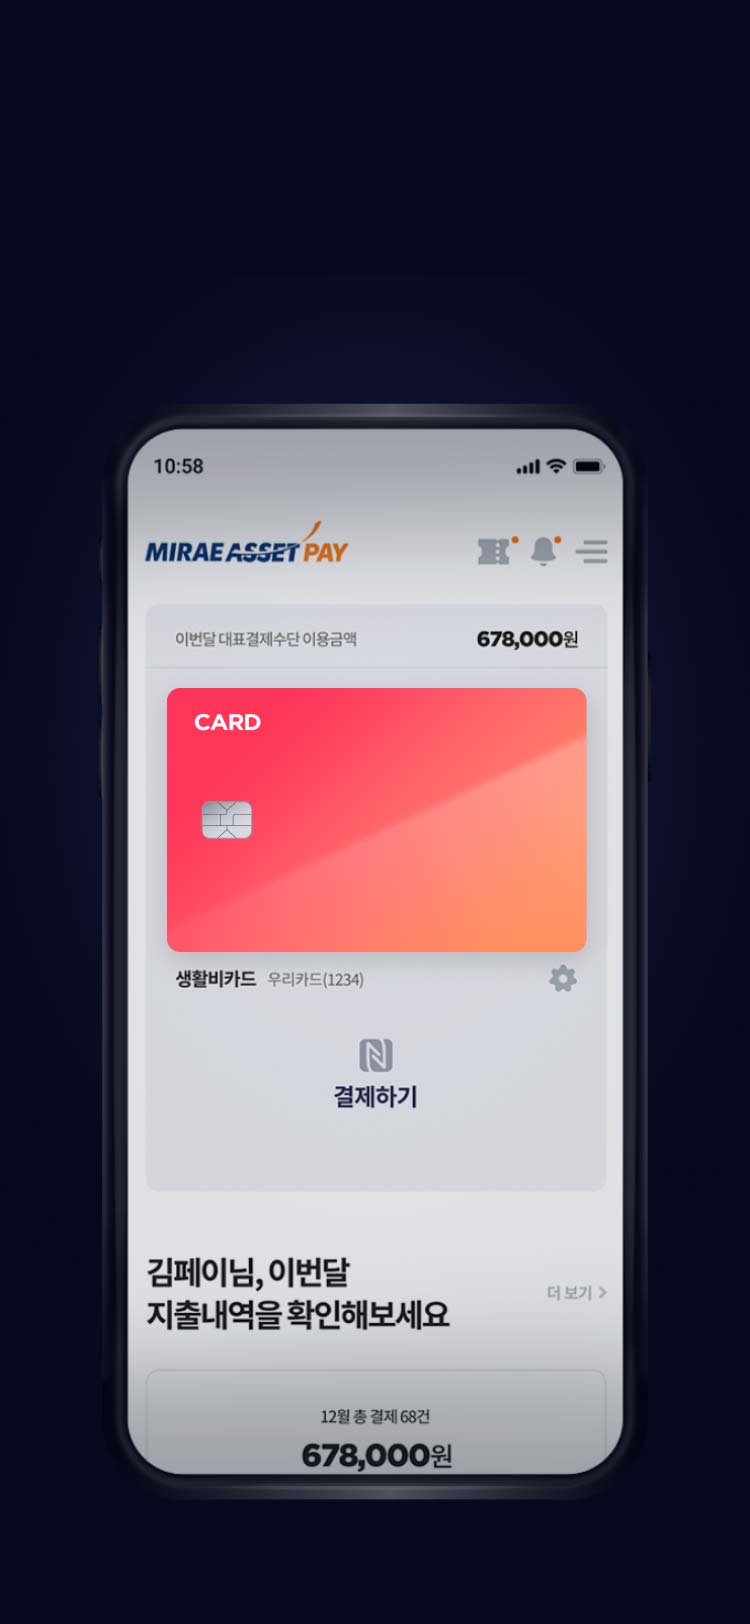 10:58
MIRAE ASSET PAY
이번달 대표결제수단 이용금액 678,000원
CARD
생활비카드 우리카드(1234)
결제하기
김페이님, 이번달
지출내역을 확인해보세요
더 보기
12월 총 결제 68건
678,000원